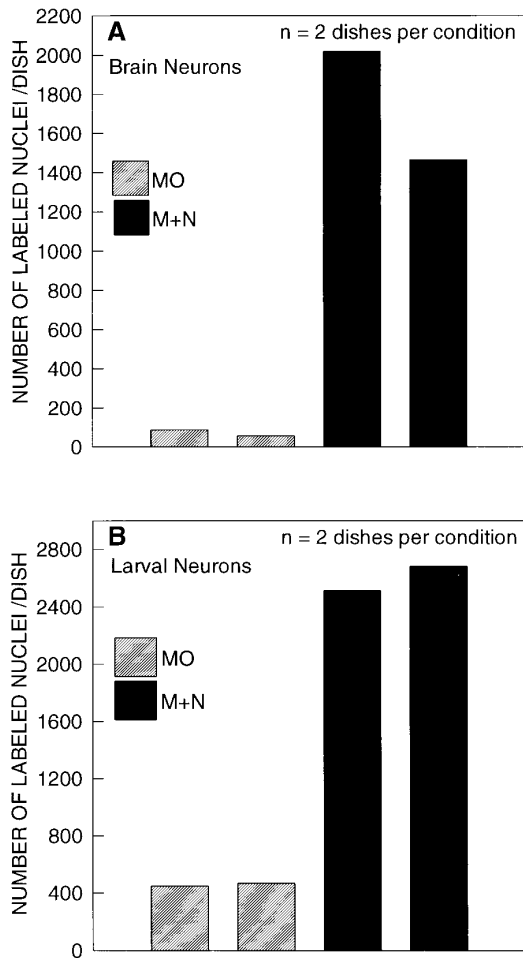 A
n = 2 dishes per condition
Brain Neurons
MO
M+N
NUMBER OF LABELED NUCLEI /DISH
2200
2000
1800
1600
1400
1200
1000
800
600
400
200
0
B
n = 2 dishes per condition
Larval Neurons
MO
M+N
NUMBER OF LABELED NUCLEI /DISH
2800
2400
2000
1600
1200
800
400
0